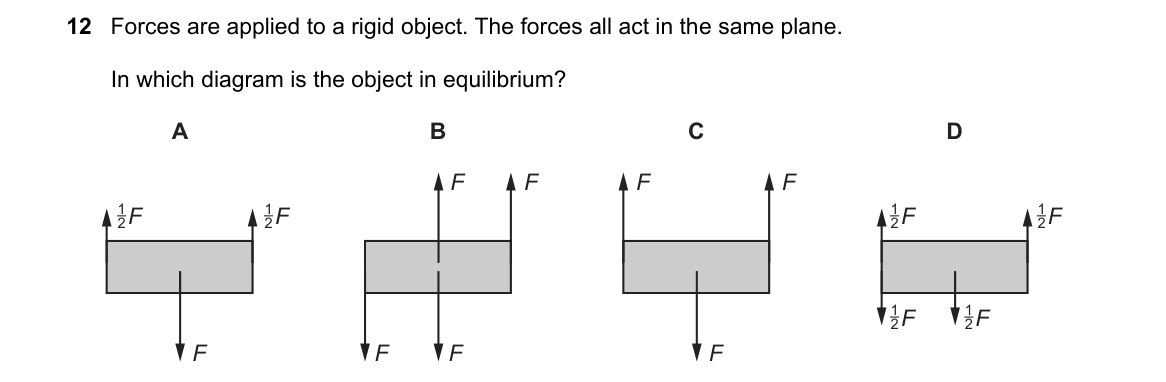 12 Forces are applied to a rigid object. The forces all act in the same plane.
In which diagram is the object in equilibrium?
A B C D
F F F F
½F ½F ½F ½F
½F ½F
F F F F